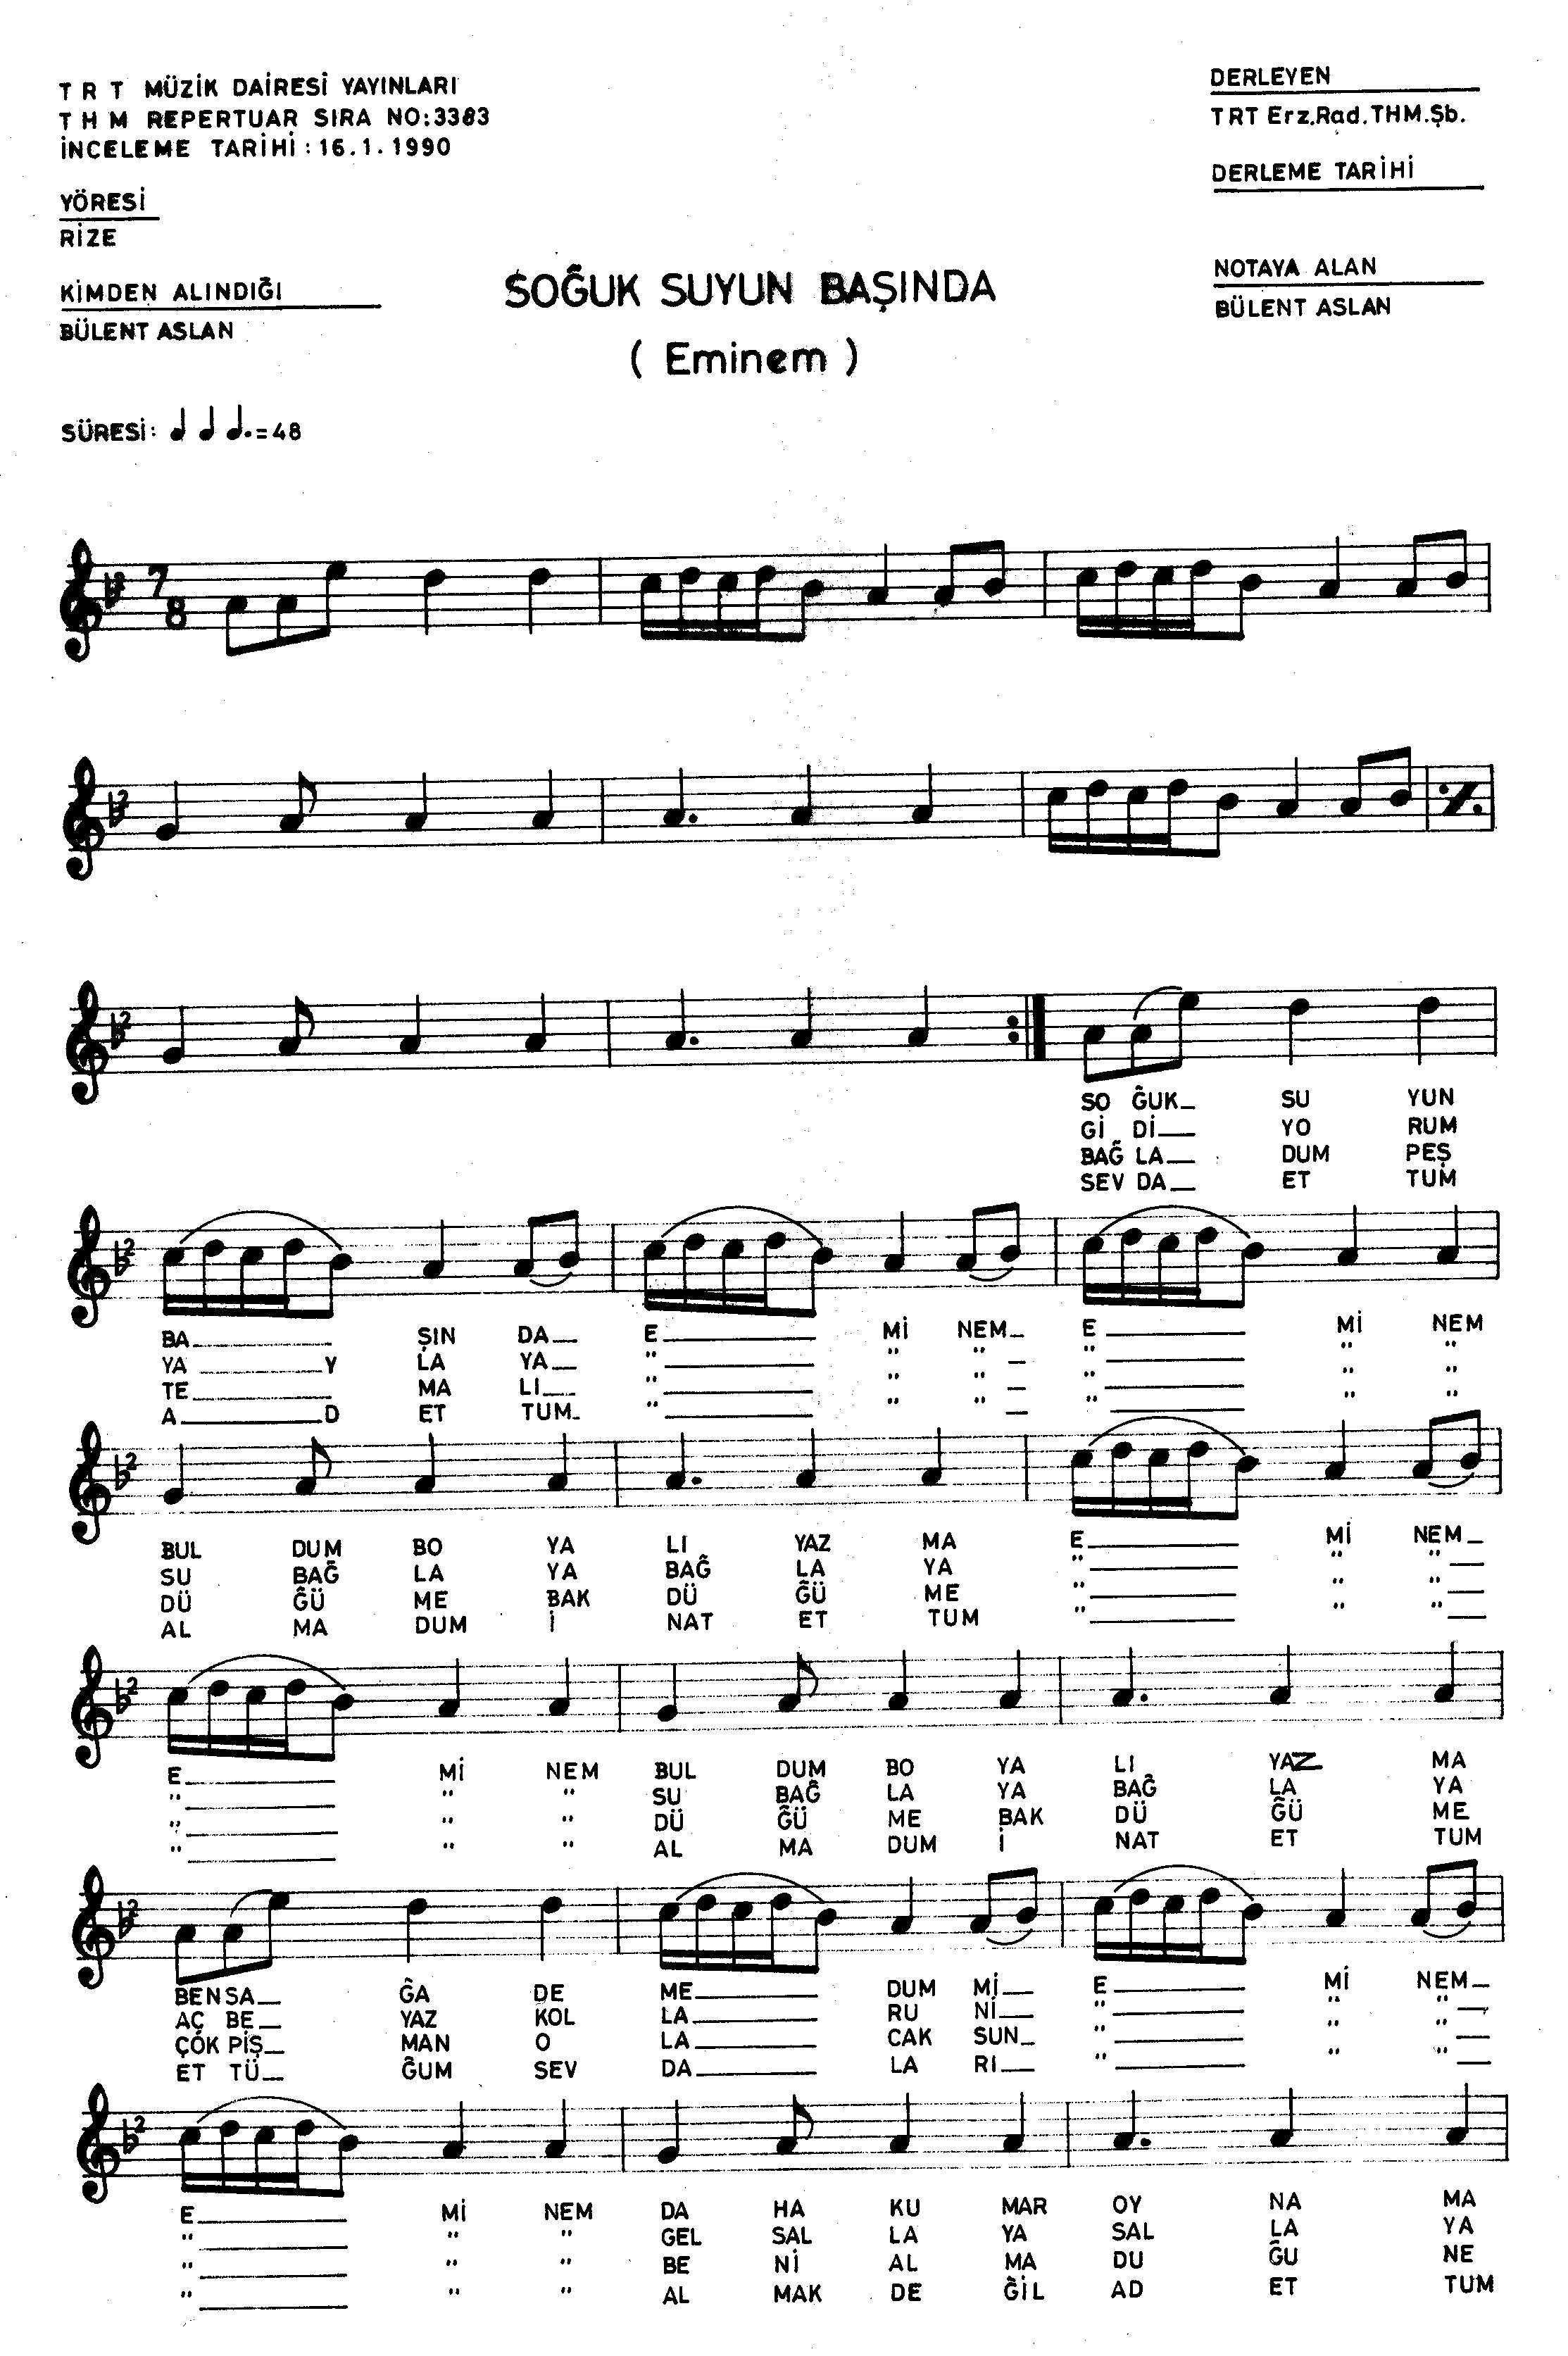 T R T MÜZİK DAİRESİ YAYINLARI
T H M REPERTUAR SIRA NO:3383
İNCELEME TARİHİ : 16.1.1990
YÖRESİ
RİZE
KİMDEN ALINDIĞI
BÜLENT ASLAN
SOĞUK SUYUN BAŞINDA
( Eminem )
DERLEYEN
TRT Erz.Rad.THM.Şb.
DERLEME TARİHİ
NOTAYA ALAN
BÜLENT ASLAN
SÜRESİ: ♩ ♩ ♩.=48
7
8
SO ĞUK_ SU YUN
Gİ Dİ_ YO RUM
BAĞ LA_ DUM PEŞ
SEV DA_ ET TUM
BA_ ŞIN DA_ E_ Mİ NEM_ E_ Mİ NEM
YA_Y LA YA_ "_ " "_ "_ " "
TE_ MA LI_ "_ " "_ "_ " "
A_D ET TUM_ "_ " "_ "_ " "
BUL DUM BO YA LI YAZ MA E_ Mİ NEM_
SU BAĞ LA YA BAĞ LA YA "_ " "_
DÜ ĞÜ ME BAK DÜ ĞÜ ME "_ " "_
AL MA DUM İ NAT ET TUM "_ " "_
E_ Mİ NEM BUL DUM BO YA LI YAZ MA
"_ " " SU BAĞ LA YA BAĞ LA YA
"_ " " DÜ ĞÜ ME BAK DÜ ĞÜ ME
"_ " " AL MA DUM İ NAT ET TUM
BEN SA_ ĞA DE ME_ DUM Mİ_ E_ Mİ NEM_
AÇ BE_ YAZ KOL LA_ RU Nİ_ "_ " "_
ÇOK PİŞ_ MAN O LA_ CAK SUN_ "_ " "_
ET TÜ_ ĞUM SEV DA_ LA RI_ "_ " "_
E_ Mİ NEM DA HA KU MAR OY NA MA
"_ " " GEL SAL LA YA SAL LA YA
"_ " " BE Nİ AL MA DU ĞU NE
"_ " " AL MAK DE ĞİL AD ET TUM